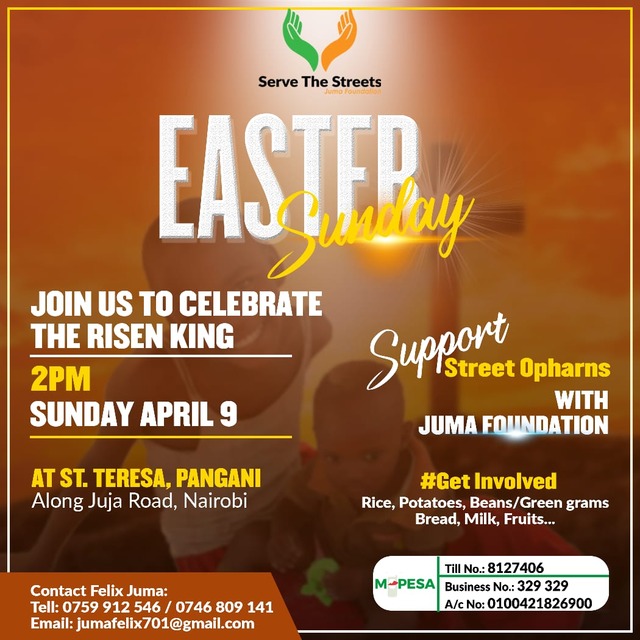 Serve The Streets
Juma Foundation
EASTER
Sunday
JOIN US TO CELEBRATE
THE RISEN KING
2PM
SUNDAY APRIL 9
AT ST. TERESA, PANGANI
Along Juja Road, Nairobi
Support
Street Opharns
WITH
JUMA FOUNDATION
#Get Involved
Rice, Potatoes, Beans/Green grams
Bread, Milk, Fruits...
Contact Felix Juma:
Tell: 0759 912 546 / 0746 809 141
Email: jumafelix701@gmail.com
M-PESA
Till No.: 8127406
Business No.: 329 329
A/c No: 0100421826900